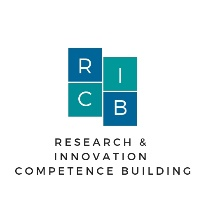 R I
C B
RESEARCH &
INNOVATION
COMPETENCE BUILDING